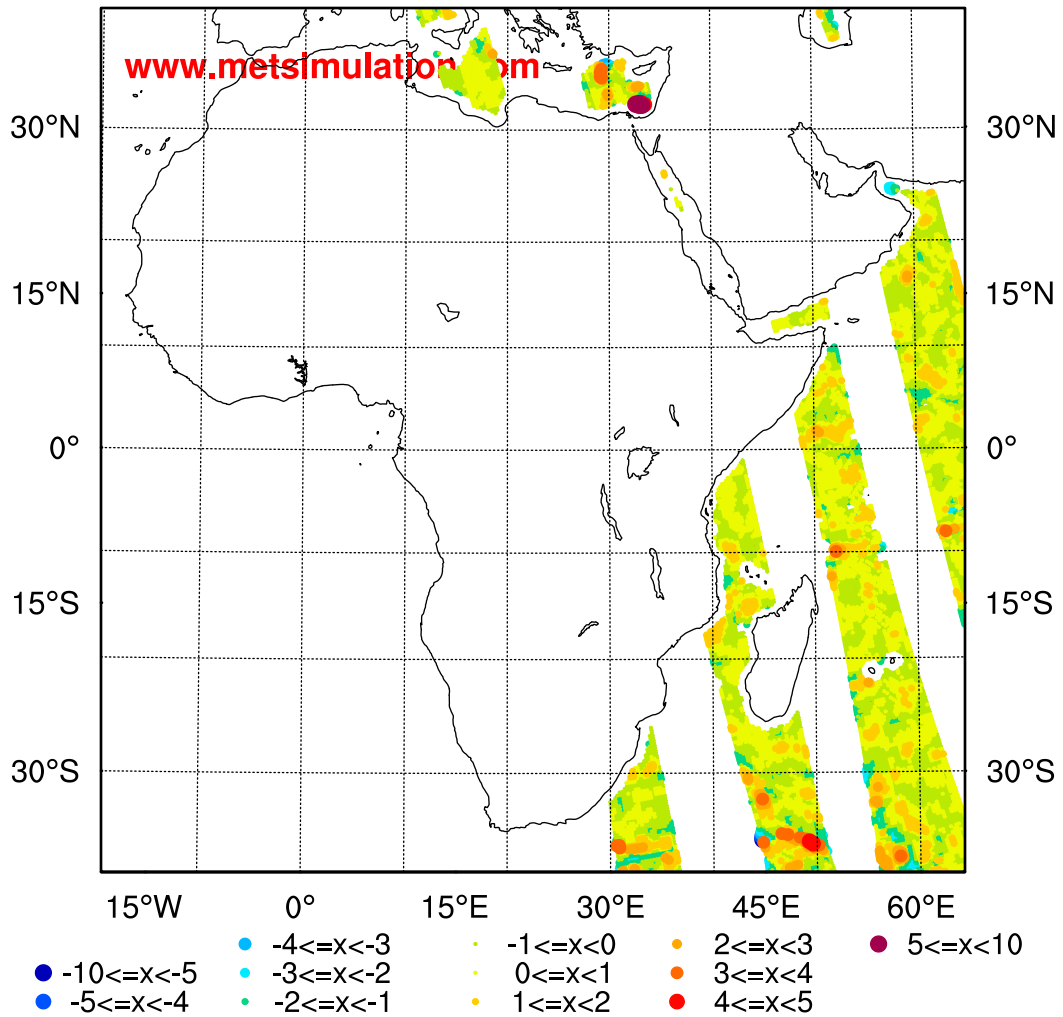 www.metsimulation.com
30°N 30°N
15°N 15°N
0° 0°
15°S 15°S
30°S 30°S
15°W 0° 15°E 30°E 45°E 60°E
-4<=x<-3 -1<=x<0 2<=x<3 5<=x<10
-10<=x<-5 -3<=x<-2 0<=x<1 3<=x<4
-5<=x<-4 -2<=x<-1 1<=x<2 4<=x<5